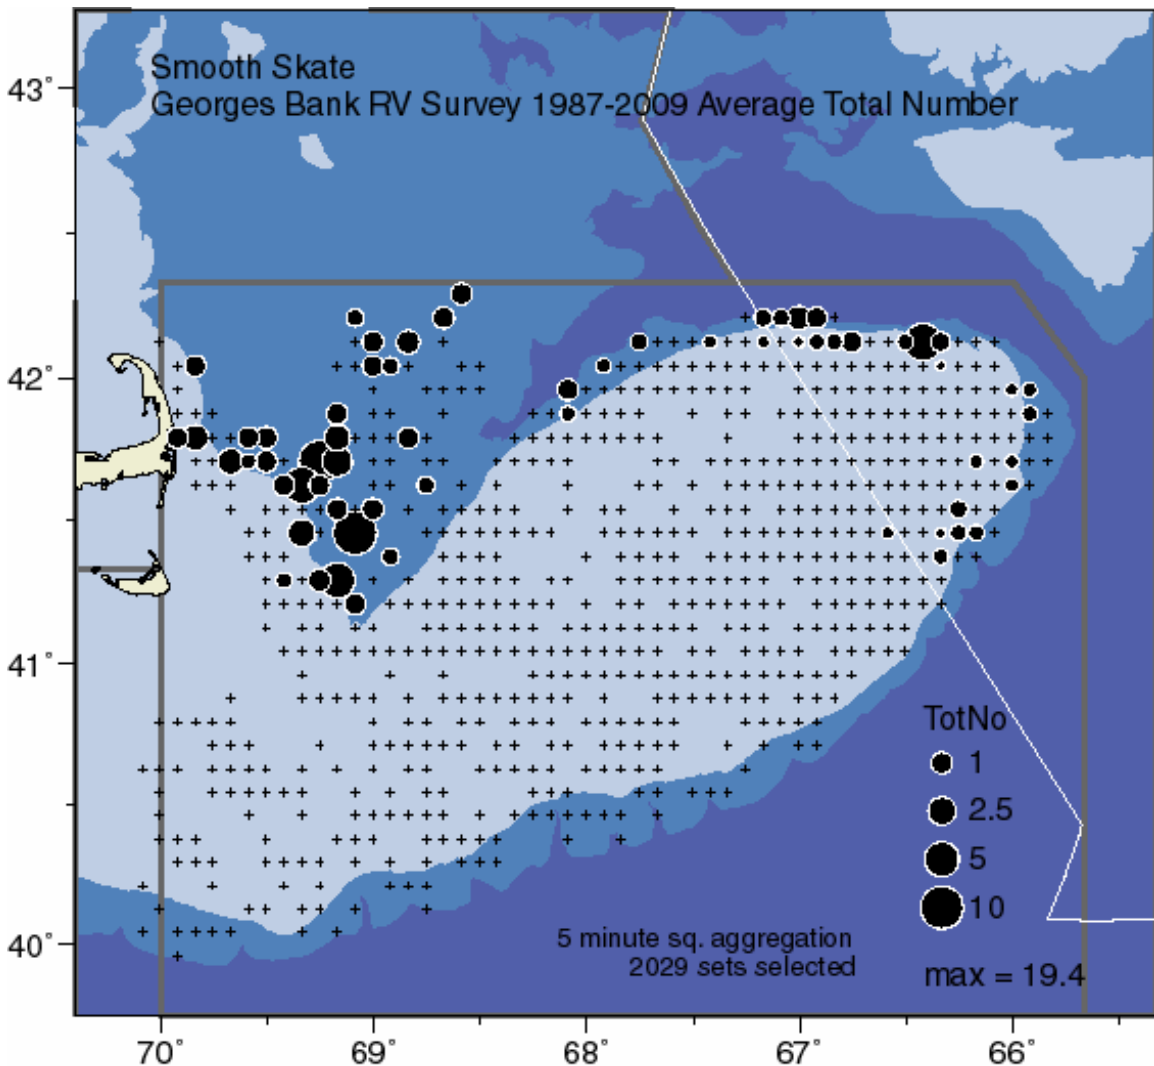 Smooth Skate
Georges Bank RV Survey 1987-2009 Average Total Number
43°
42°
41°
40°
TotNo
1
2.5
5
10
5 minute sq. aggregation
2029 sets selected
max = 19.4
70° 69° 68° 67° 66°